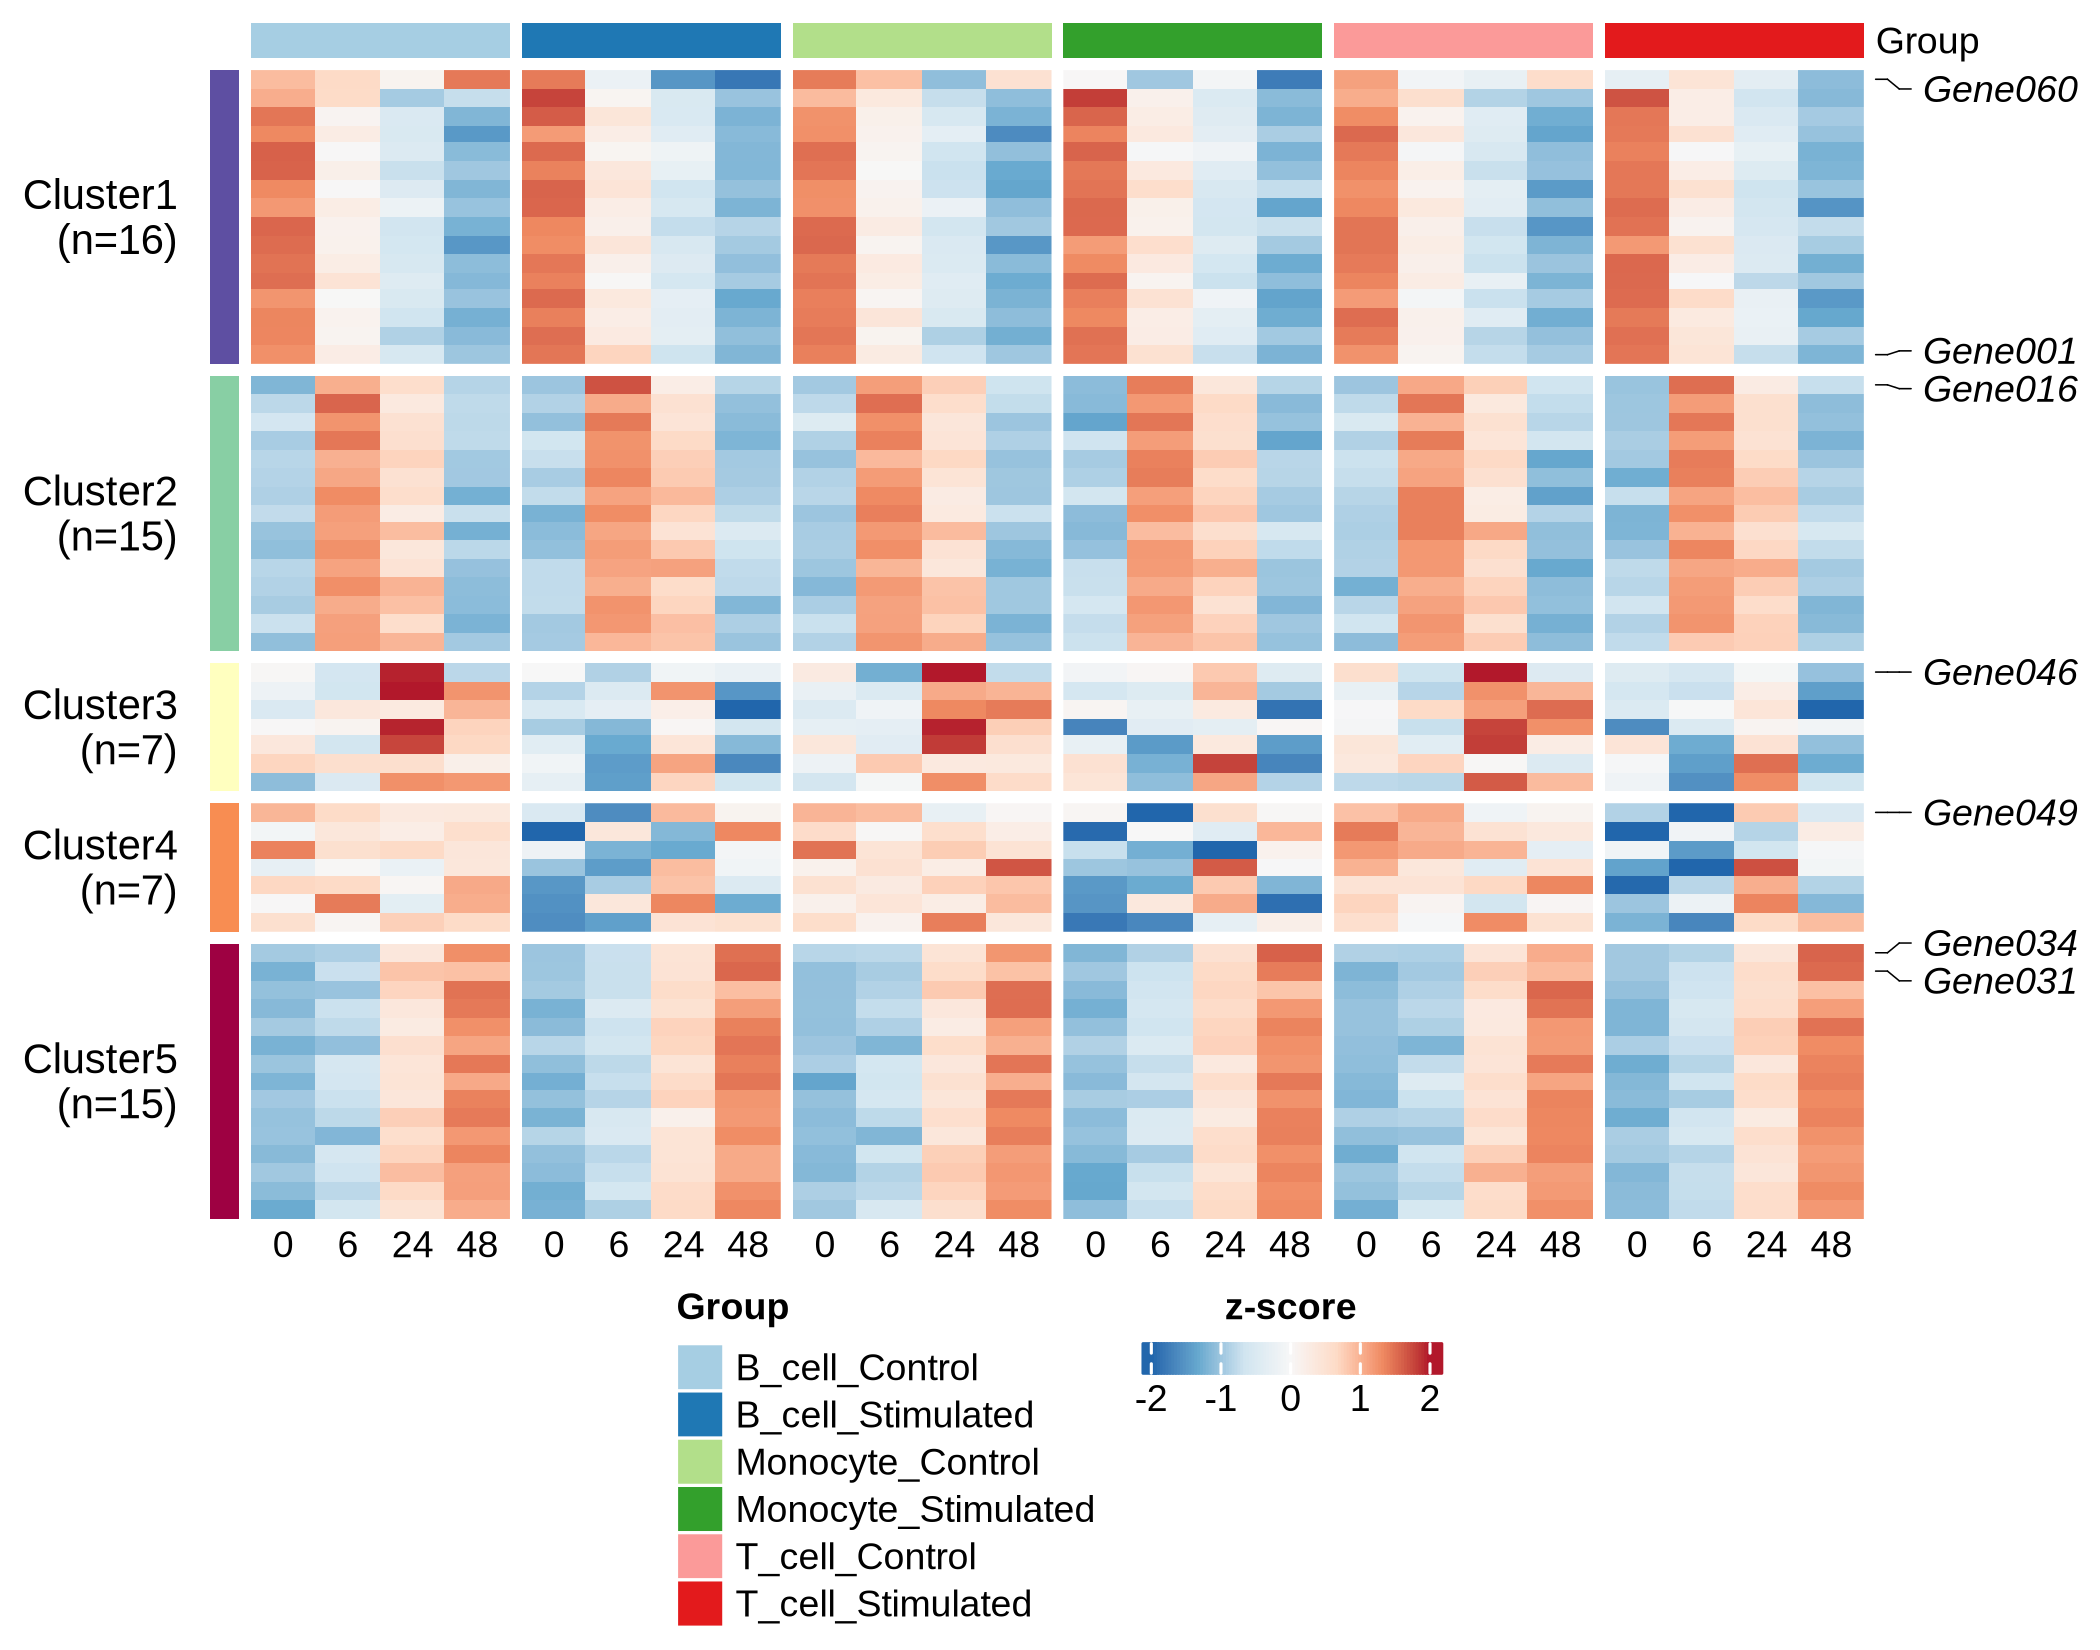 Group
Gene060
Cluster1
(n=16)
Gene001
Gene016
Cluster2
(n=15)
Gene046
Cluster3
(n=7)
Gene049
Cluster4
(n=7)
Gene034
Gene031
Cluster5
(n=15)
0 6 24 48 0 6 24 48 0 6 24 48 0 6 24 48 0 6 24 48 0 6 24 48
Group
B_cell_Control
B_cell_Stimulated
Monocyte_Control
Monocyte_Stimulated
T_cell_Control
T_cell_Stimulated
z-score
-2 -1 0 1 2